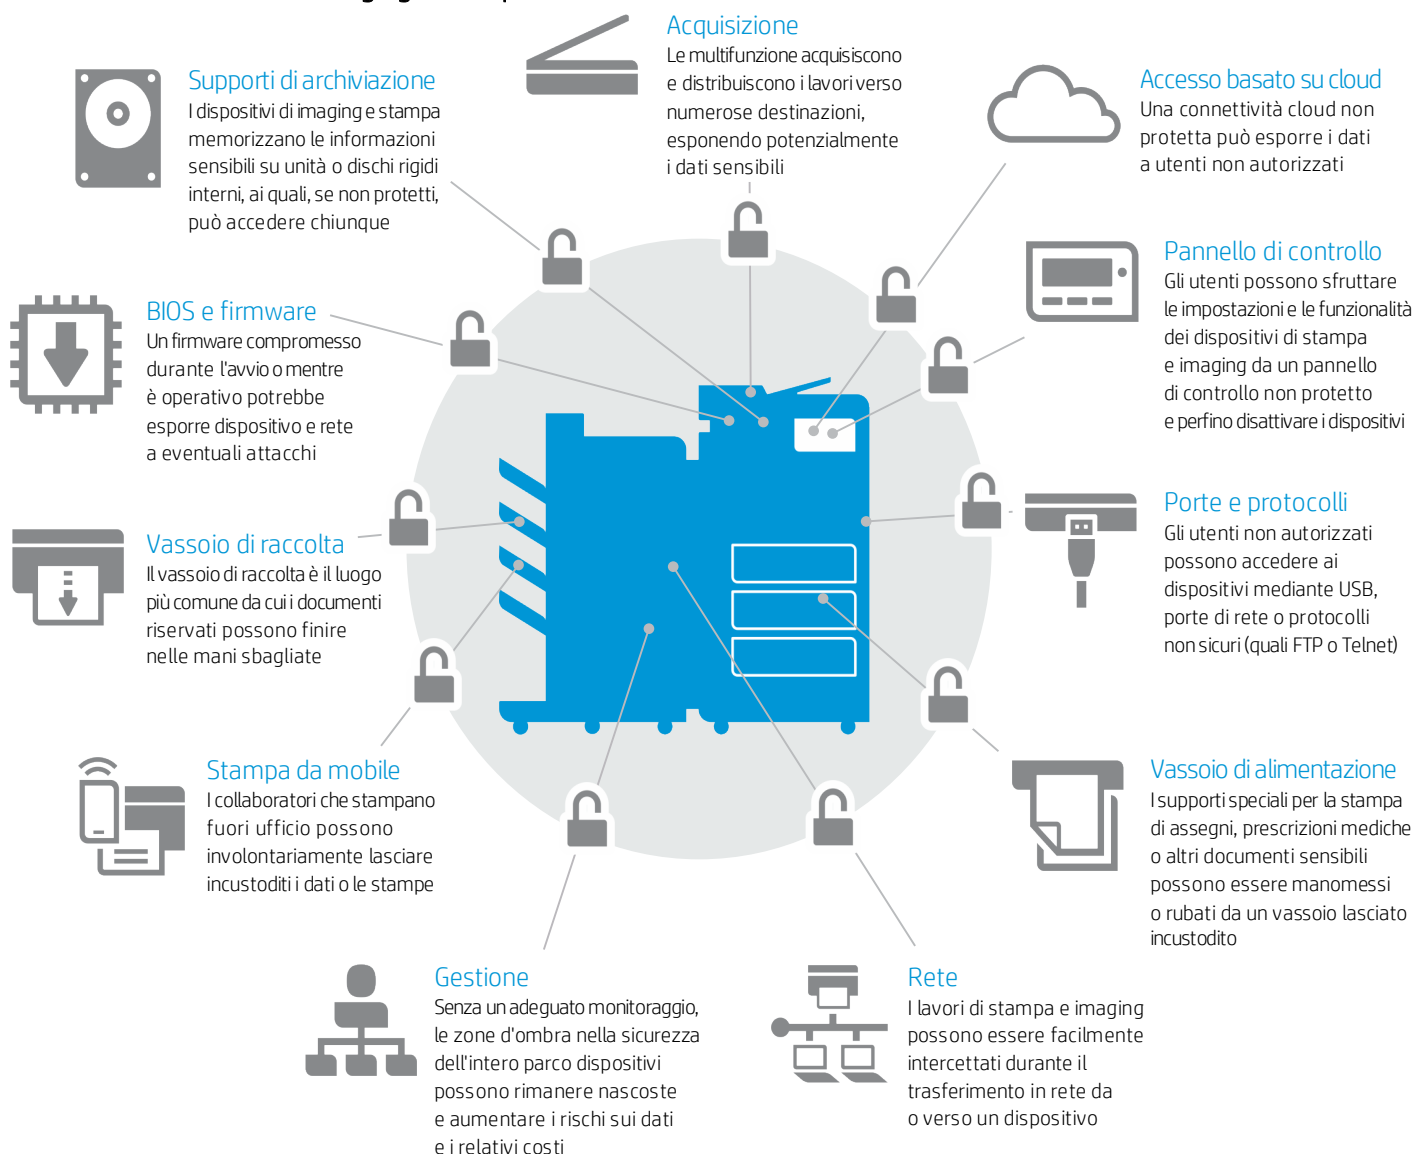 Acquisizione
Le multifunzione acquisiscono
e distribuiscono i lavori verso
numerose destinazioni,
esponendo potenzialmente
i dati sensibili
Supporti di archiviazione
I dispositivi di imaging e stampa
memorizzano le informazioni
sensibili su unità o dischi rigidi
interni, ai quali, se non protetti,
può accedere chiunque
Accesso basato su cloud
Una connettività cloud non
protetta può esporre i dati
a utenti non autorizzati
Pannello di controllo
Gli utenti possono sfruttare
le impostazioni e le funzionalità
dei dispositivi di stampa
e imaging da un pannello
di controllo non protetto
e perfino disattivare i dispositivi
BIOS e firmware
Un firmware compromesso
durante l'avvio o mentre
è operativo potrebbe
esporre dispositivo e rete
a eventuali attacchi
Porte e protocolli
Gli utenti non autorizzati
possono accedere ai
dispositivi mediante USB,
porte di rete o protocolli
non sicuri (quali FTP o Telnet)
Vassoio di raccolta
Il vassoio di raccolta è il luogo
più comune da cui i documenti
riservati possono finire
nelle mani sbagliate
Stampa da mobile
I collaboratori che stampano
fuori ufficio possono
involontariamente lasciare
incustoditi i dati o le stampe
Vassoio di alimentazione
I supporti speciali per la stampa
di assegni, prescrizioni mediche
o altri documenti sensibili
possono essere manomessi
o rubati da un vassoio lasciato
incustodito
Gestione
Senza un adeguato monitoraggio,
le zone d'ombra nella sicurezza
dell'intero parco dispositivi
possono rimanere nascoste
e aumentare i rischi sui dati
e i relativi costi
Rete
I lavori di stampa e imaging
possono essere facilmente
intercettati durante il
trasferimento in rete da
o verso un dispositivo